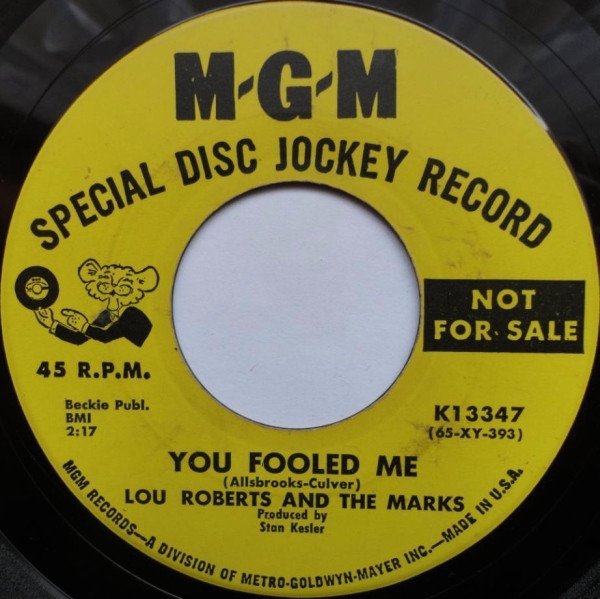 M-G-M
SPECIAL DISC JOCKEY RECORD
NOT
FOR SALE
45 R.P.M.
Beckie Publ.
BMI
2:17
K13347
(65-XY-393)
YOU FOOLED ME
(Allsbrooks-Culver)
LOU ROBERTS AND THE MARKS
Produced by
Stan Kesler
MGM RECORDS—A DIVISION OF METRO-GOLDWYN-MAYER INC.—MADE IN U.S.A.